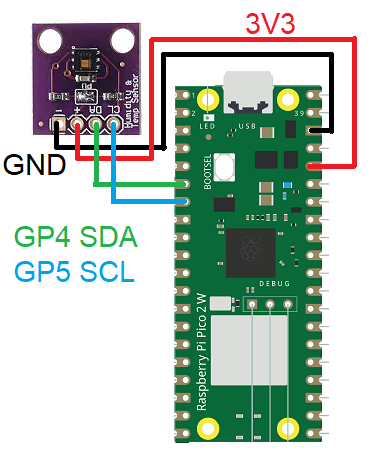 3V3
Humidity &
Temp Sensor
- + DA CL
GND
1
2
39
LED
USB
BOOTSEL
GP4 SDA
GP5 SCL
DEBUG
Raspberry Pi Pico 2 W